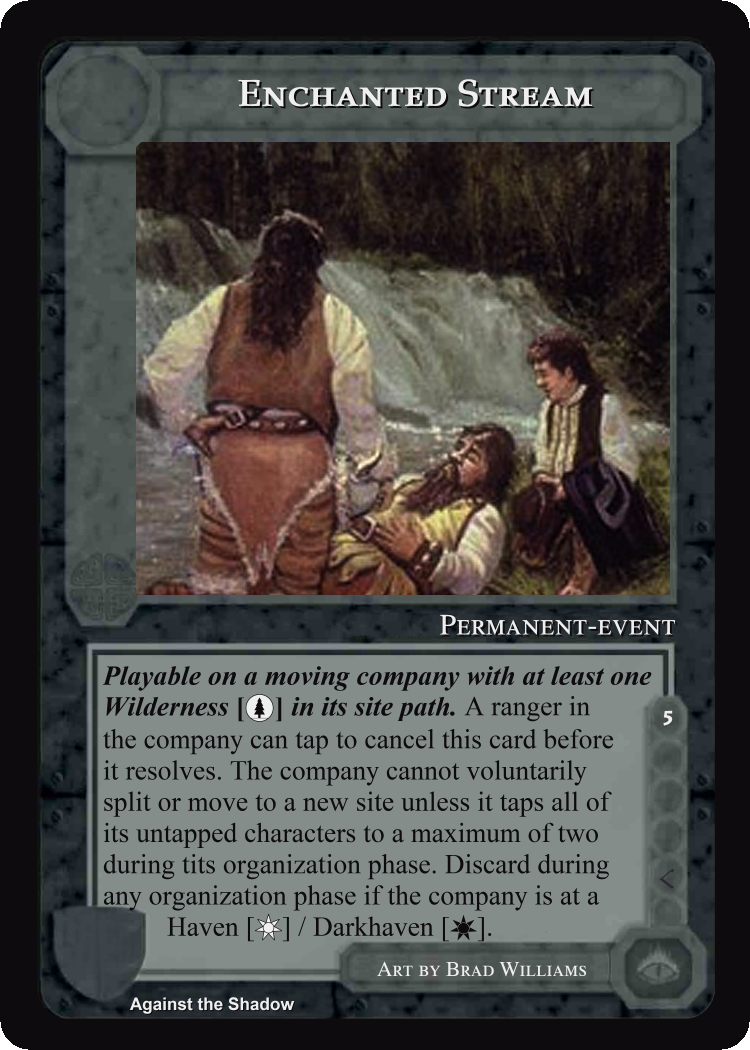 Enchanted Stream
Permanent-event
Playable on a moving company with at least one
Wilderness [] in its site path. A ranger in
the company can tap to cancel this card before
it resolves. The company cannot voluntarily
split or move to a new site unless it taps all of
its untapped characters to a maximum of two
during tits organization phase. Discard during
any organization phase if the company is at a
Haven [] / Darkhaven [].
5
Art by Brad Williams
Against the Shadow